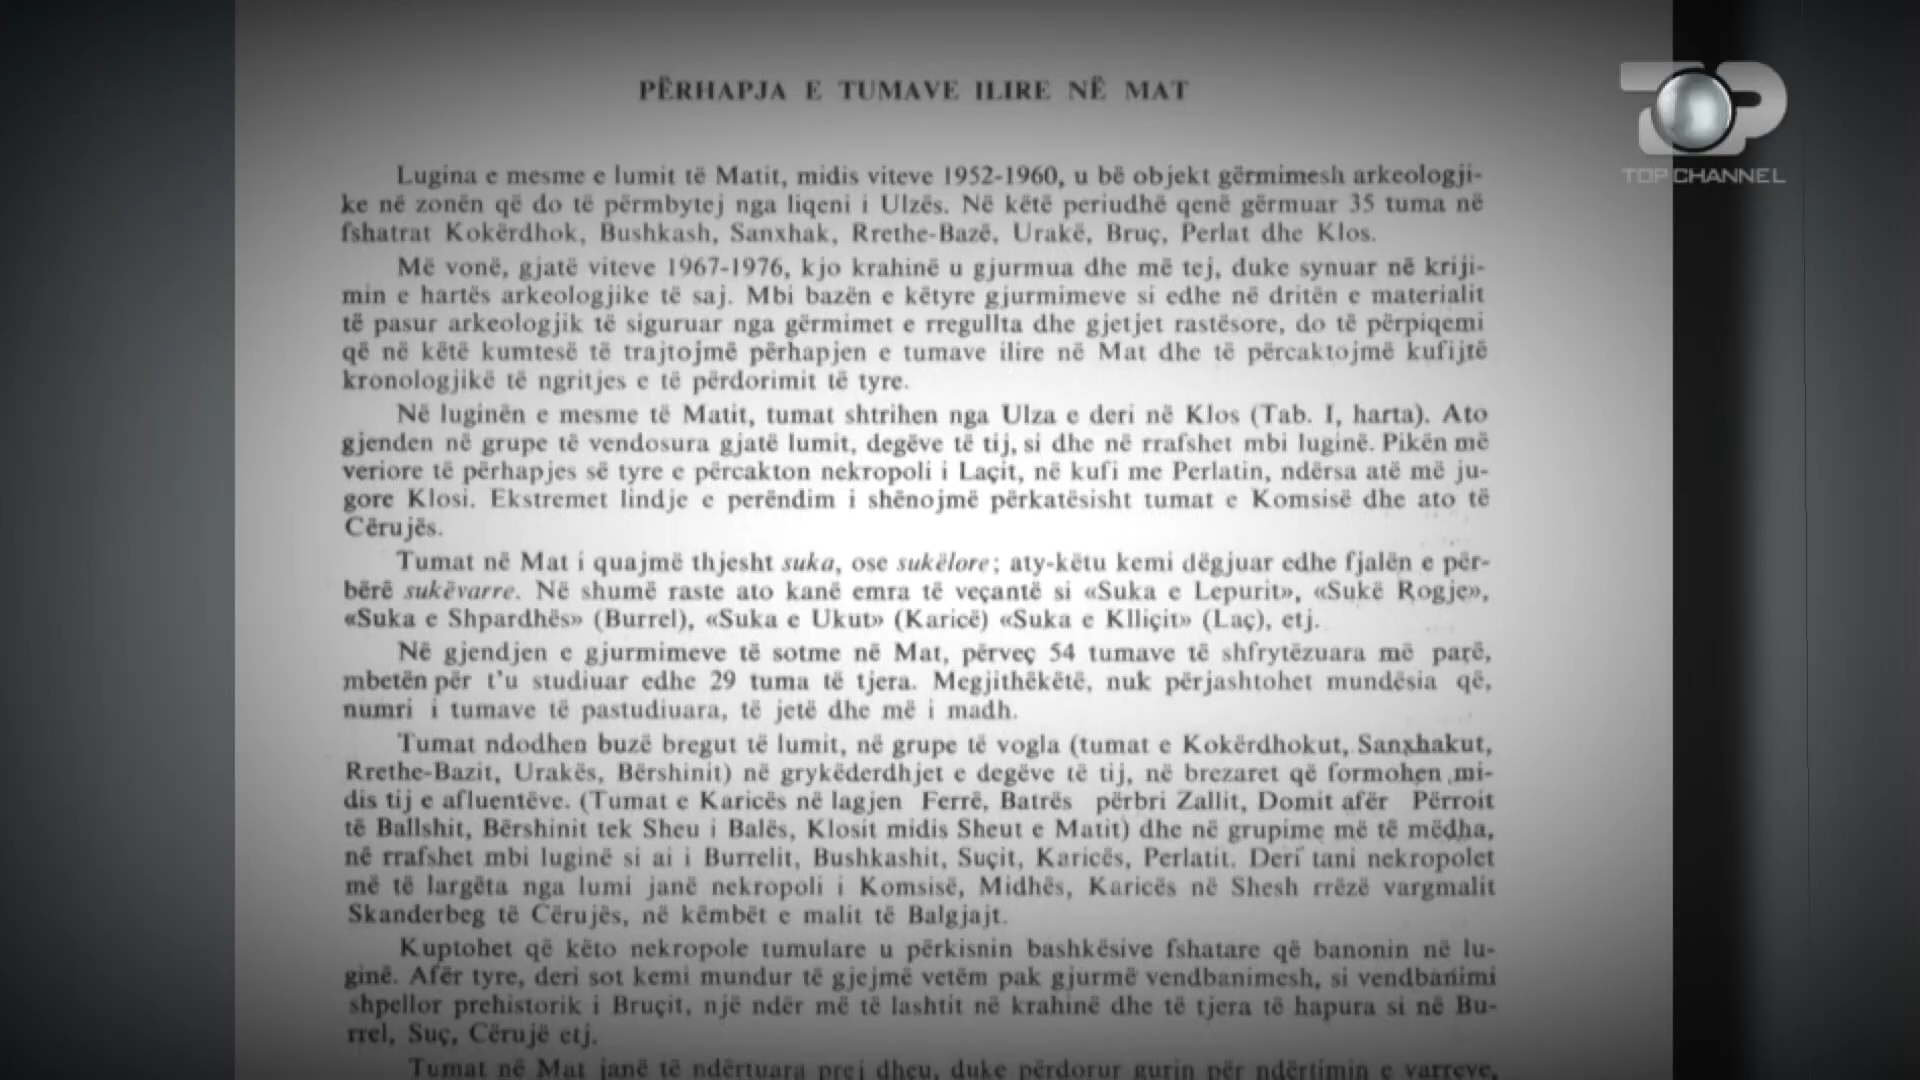 PËRHAPJA E TUMAVE ILIRE NË MAT
TOP CHANNEL
Lugina e mesme e lumit të Matit, midis viteve 1952-1960, u bë objekt gërmimesh arkeologji-
ke në zonën që do të përmbytej nga liqeni i Ulzës. Në këtë periudhë qenë gërmuar 35 tuma në
fshatrat Kokërdhok, Bushkash, Sanxhak, Rrethe-Bazë, Urakë, Bruç, Perlat dhe Klos.
Më vonë, gjatë viteve 1967-1976, kjo krahinë u gjurmua dhe më tej, duke synuar në kriji-
min e hartës arkeologjike të saj. Mbi bazën e këtyre gjurmimeve si edhe në dritën e materialit
të pasur arkeologjik të siguruar nga gërmimet e rregullta dhe gjetjet rastësore, do të përpiqemi
që në këtë kumtesë të trajtojmë përhapjen e tumave ilire në Mat dhe të përcaktojmë kufijtë
kronologjikë të ngritjes e të përdorimit të tyre.
Në luginën e mesme të Matit, tumat shtrihen nga Ulza e deri në Klos (Tab. I, harta). Ato
gjenden në grupe të vendosura gjatë lumit, degëve të tij, si dhe në rrafshet mbi luginë. Pikën më
veriore të përhapjes së tyre e përcakton nekropoli i Laçit, në kufi me Perlatin, ndërsa atë më ju-
gore Klosi. Ekstremet lindje e perëndim i shënojmë përkatësisht tumat e Komsisë dhe ato të
Cërujës.
Tumat në Mat i quajmë thjesht suka, ose sukëlore; aty-këtu kemi dëgjuar edhe fjalën e për-
bërë sukëvarre. Në shumë raste ato kanë emra të veçantë si «Suka e Lepurit», «Sukë Rogje»,
«Suka e Shpardhës» (Burrel), «Suka e Ukut» (Karicë) «Suka e Klliçit» (Laç), etj.
Në gjendjen e gjurmimeve të sotme në Mat, përveç 54 tumave të shfrytëzuara më parë,
mbetën për t'u studiuar edhe 29 tuma të tjera. Megjithëkëtë, nuk përjashtohet mundësia që,
numri i tumave të pastudiuara, të jetë dhe më i madh.
Tumat ndodhen buzë bregut të lumit, në grupe të vogla (tumat e Kokërdhokut, Sanxhakut,
Rrethe-Bazit, Urakës, Bërshinit) në grykëderdhjet e degëve të tij, në brezaret që formohen mi-
dis tij e afluentëve. (Tumat e Karicës në lagjen Ferrë, Batrës përbri Zallit, Domit afër Përroit
të Ballshit, Bërshinit tek Sheu i Balës, Klosit midis Sheut e Matit) dhe në grupime më të mëdha,
në rrafshet mbi luginë si ai i Burrelit, Bushkashit, Suçit, Karicës, Perlatit. Deri tani nekropolet
më të largëta nga lumi janë nekropoli i Komsisë, Midhës, Karicës në Shesh rrëzë vargmalit
Skanderbeg të Cërujës, në këmbët e malit të Balgjajt.
Kuptohet që këto nekropole tumulare u përkisnin bashkësive fshatare që banonin në lu-
ginë. Afër tyre, deri sot kemi mundur të gjejmë vetëm pak gjurmë vendbanimesh, si vendbanimi
shpellor prehistorik i Bruçit, një ndër më të lashtit në krahinë dhe të tjera të hapura si në Bu-
rrel, Suç, Cërujë etj.
Tumat në Mat janë të ndërtuara prej dheu, duke përdorur gurin për ndërtimin e varreve,